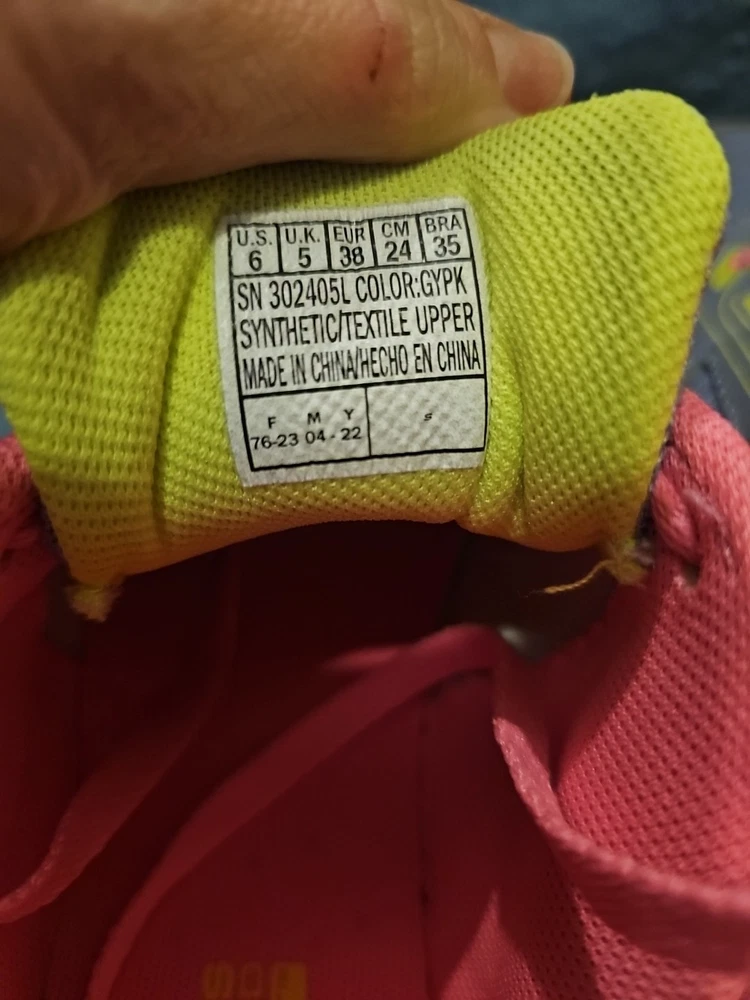 U.S. U.K. EUR CM BRA
6 5 38 24 35
SN 302405L COLOR:GYPK
SYNTHETIC/TEXTILE UPPER
MADE IN CHINA/HECHO EN CHINA
F M Y S
76-23 04 - 22